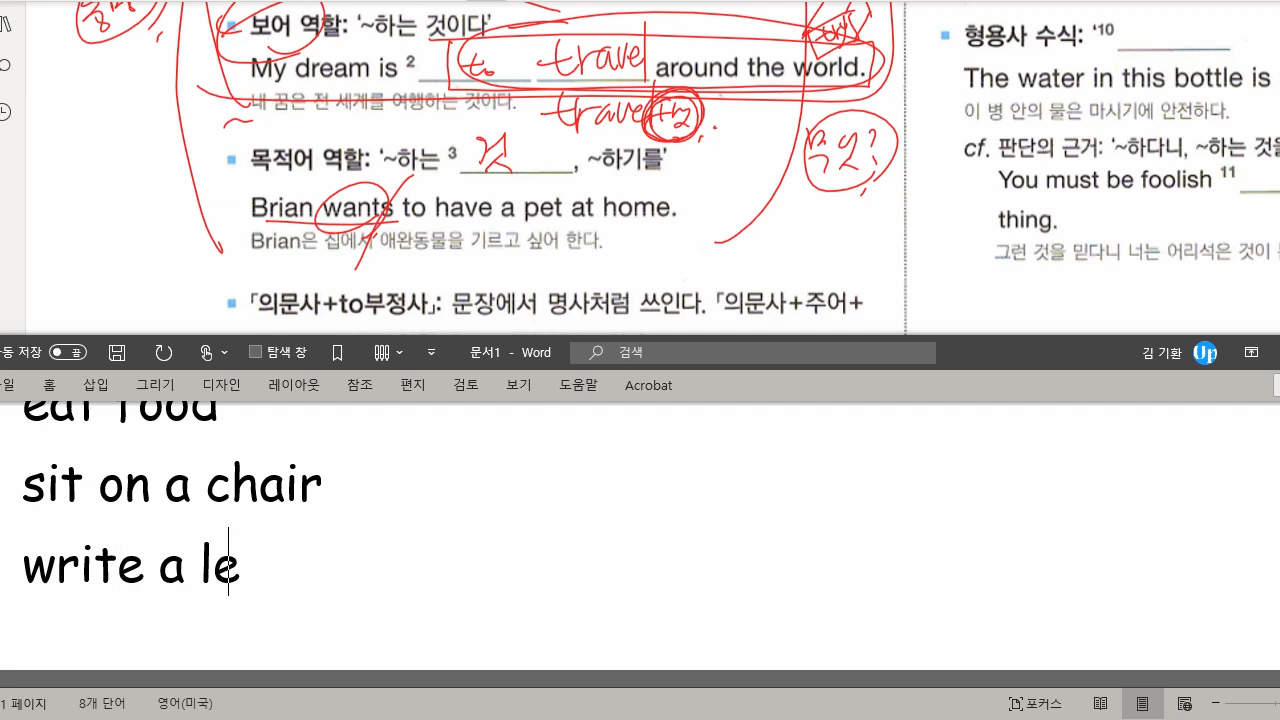 보어 역할: '~하는 것이다'
My dream is 2 to travel around the world.
내 꿈은 전 세계를 여행하는 것이다.
travel
목적어 역할: '~하는 3 것, ~하기를'
Brian wants to have a pet at home.
Brian은 집에서 애완동물을 기르고 싶어 한다.
「의문사+to부정사」: 문장에서 명사처럼 쓰인다. 「의문사+주어+
형용사 수식: '10
The water in this bottle is
이 병 안의 물은 마시기에 안전하다.
cf. 판단의 근거: '~하다니, ~하는 것을
You must be foolish 11
thing.
그런 것을 믿다니 너는 어리석은 것이
동 저장 끔 탐색 창 문서1 - Word 검색 김 기환 Up
일 홈 삽입 그리기 디자인 레이아웃 참조 편지 검토 보기 도움말 Acrobat
eat food
sit on a chair
write a le
1 페이지 8개 단어 영어(미국) 포커스